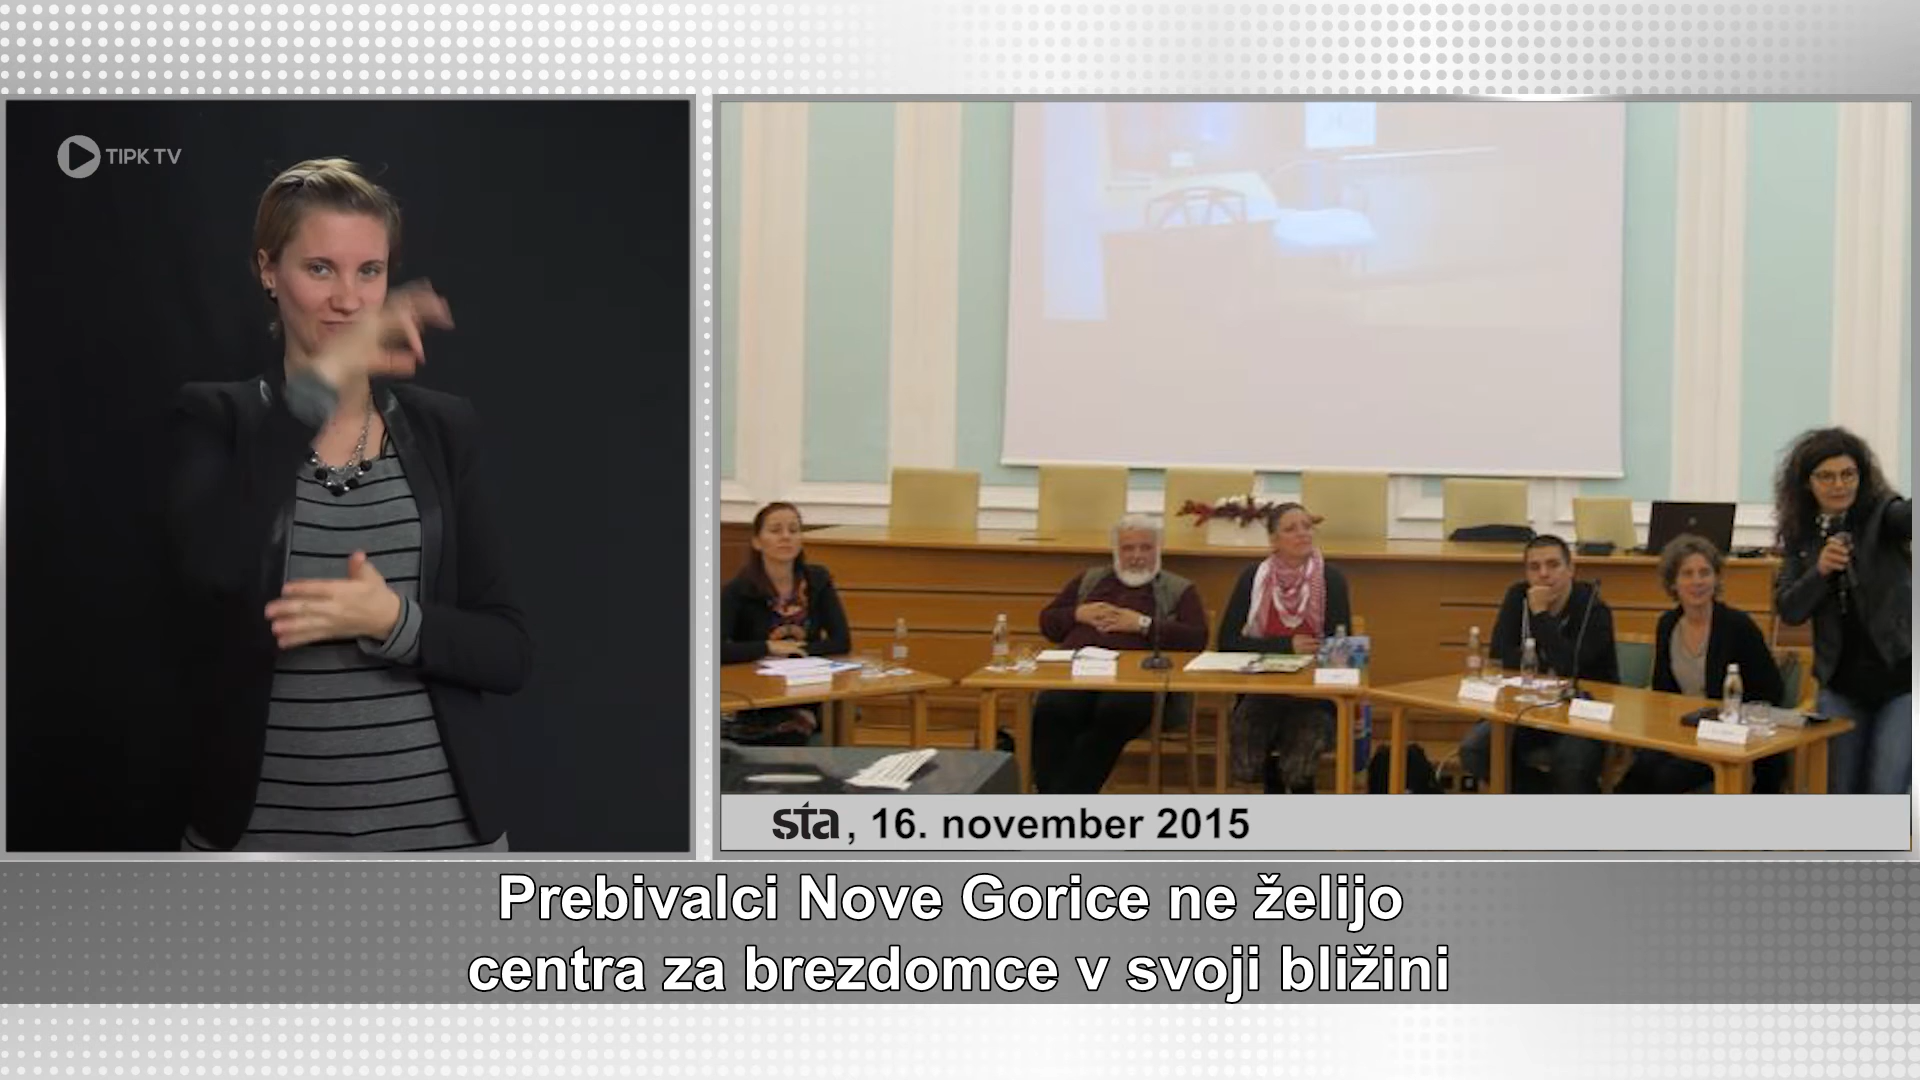 TIPK TV
sta, 16. november 2015
Prebivalci Nove Gorice ne želijo
centra za brezdomce v svoji bližini